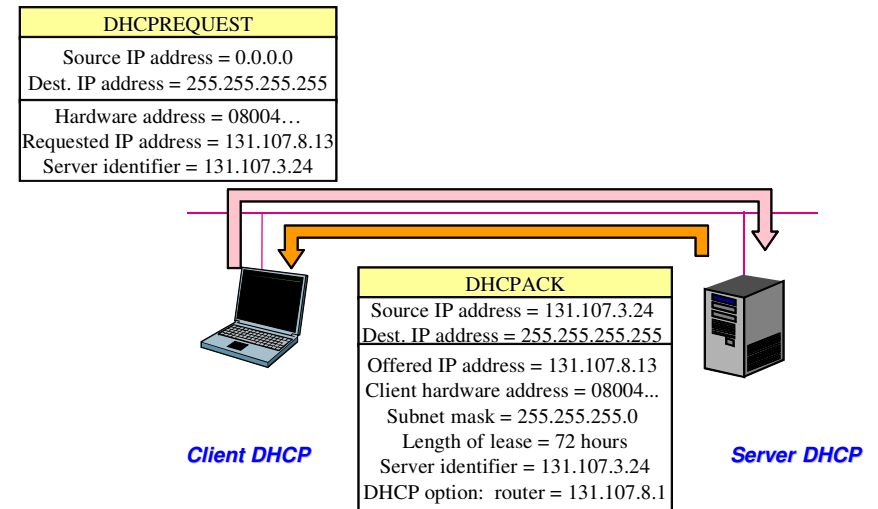 DHCPREQUEST
Source IP address = 0.0.0.0
Dest. IP address = 255.255.255.255
Hardware address = 08004…
Requested IP address = 131.107.8.13
Server identifier = 131.107.3.24
DHCPACK
Source IP address = 131.107.3.24
Dest. IP address = 255.255.255.255
Offered IP address = 131.107.8.13
Client hardware address = 08004...
Subnet mask = 255.255.255.0
Length of lease = 72 hours
Server identifier = 131.107.3.24
DHCP option:  router = 131.107.8.1
Client DHCP
Server DHCP